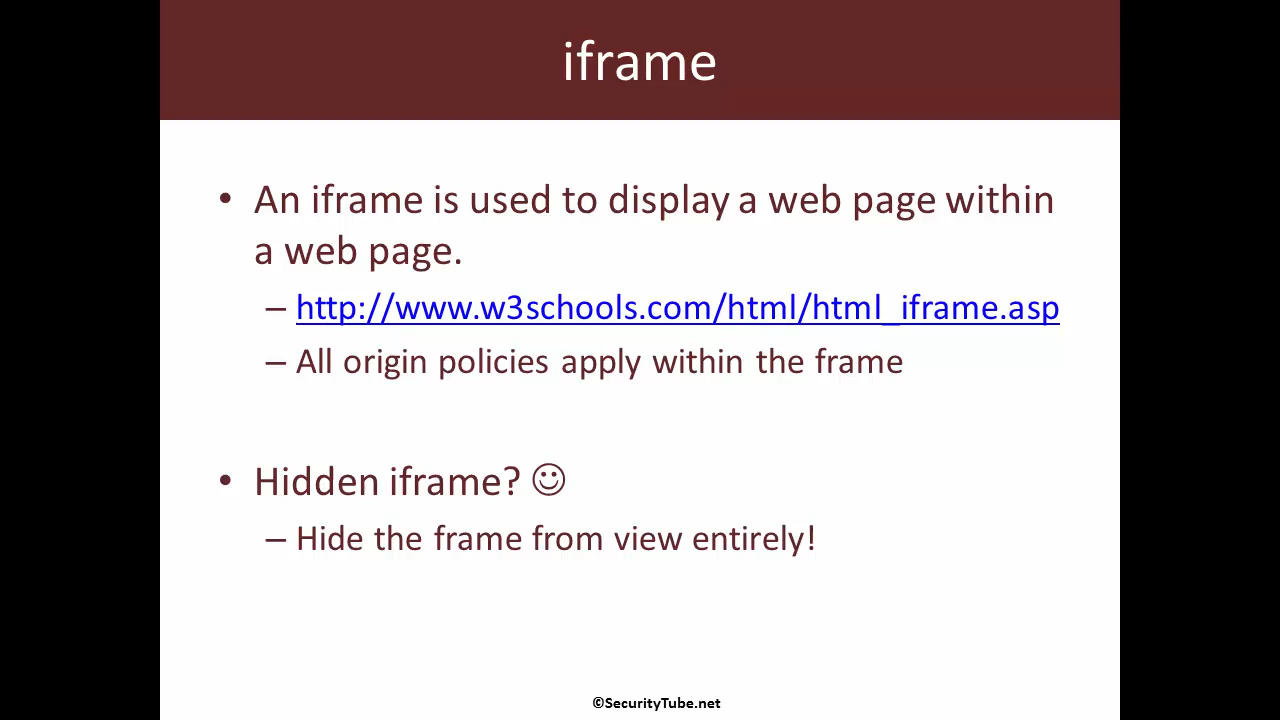 iframe
• An iframe is used to display a web page within
a web page.
– http://www.w3schools.com/html/html_iframe.asp
– All origin policies apply within the frame
• Hidden iframe? ☺
– Hide the frame from view entirely!
©SecurityTube.net